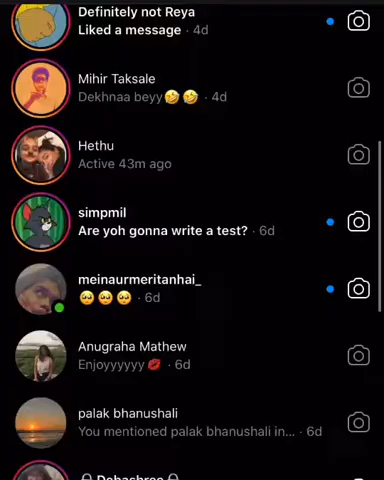 Definitely not Reya
Liked a message · 4d
Mihir Taksale
Dekhnaa beyy🤣🤣 · 4d
Hethu
Active 43m ago
simpmil
Are yoh gonna write a test? · 6d
meinaurmeritanhai_
🥺🥺🥺 · 6d
Anugraha Mathew
Enjoyyyyyy💋 · 6d
palak bhanushali
You mentioned palak bhanushali in... · 6d
Debashree